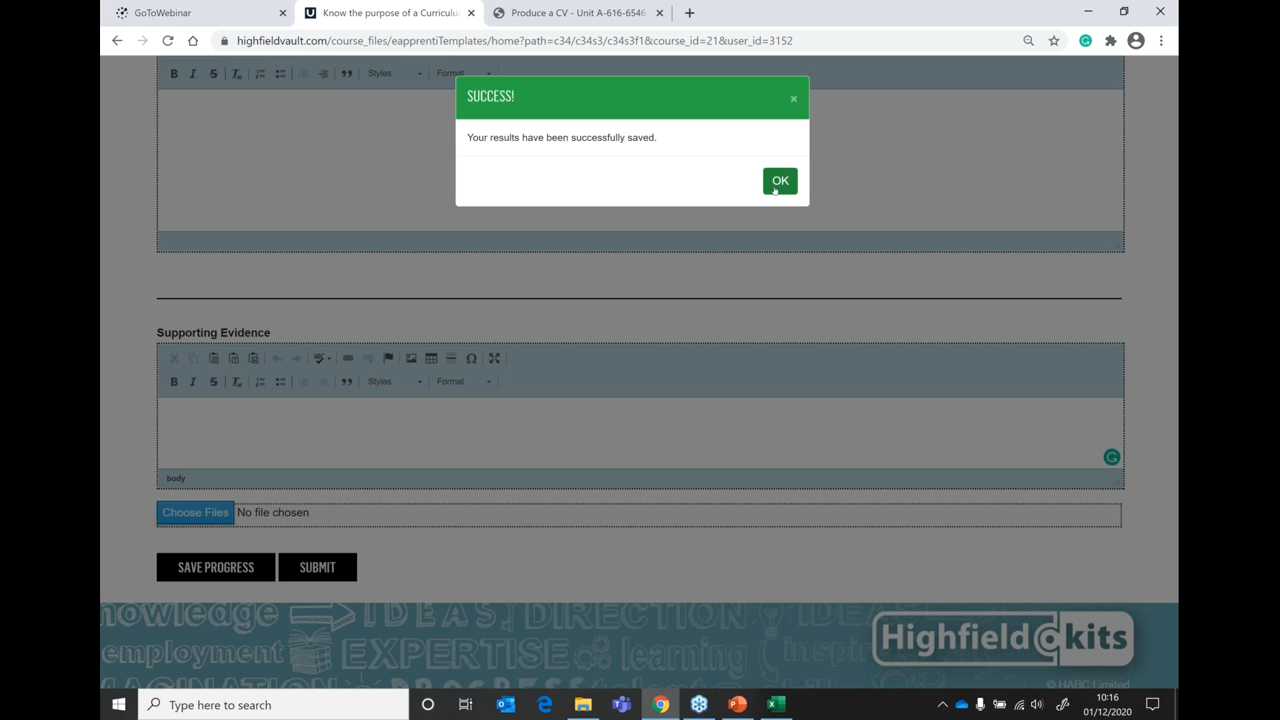 GoToWebinar
Know the purpose of a Curriculu
Produce a CV - Unit A-616-6546
highfieldvault.com/course_files/eapprentiTemplates/home?path=c34/c34s3/c34s3f1&course_id=21&user_id=3152
B I S Styles Format
SUCCESS!
×
Your results have been successfully saved.
OK
Supporting Evidence
B I S Styles Format
body
Choose Files No file chosen
SAVE PROGRESS SUBMIT
knowledge IDEAS DIRECTION
employment EXPERTISE learning
Highfield e kits
© HABC Limited
Type here to search
10:16
01/12/2020